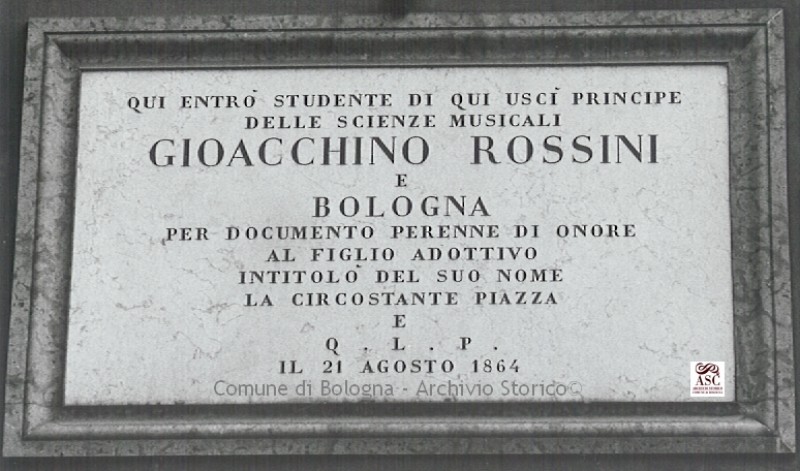 QUI ENTRÒ STUDENTE DI QUI USCÌ PRINCIPE
DELLE SCIENZE MUSICALI
GIOACCHINO ROSSINI
E
BOLOGNA
PER DOCUMENTO PERENNE DI ONORE
AL FIGLIO ADOTTIVO
INTITOLÒ DEL SUO NOME
LA CIRCOSTANTE PIAZZA
E
Q . L . P .
IL 21 AGOSTO 1864
Comune di Bologna - Archivio Storico©
ASC